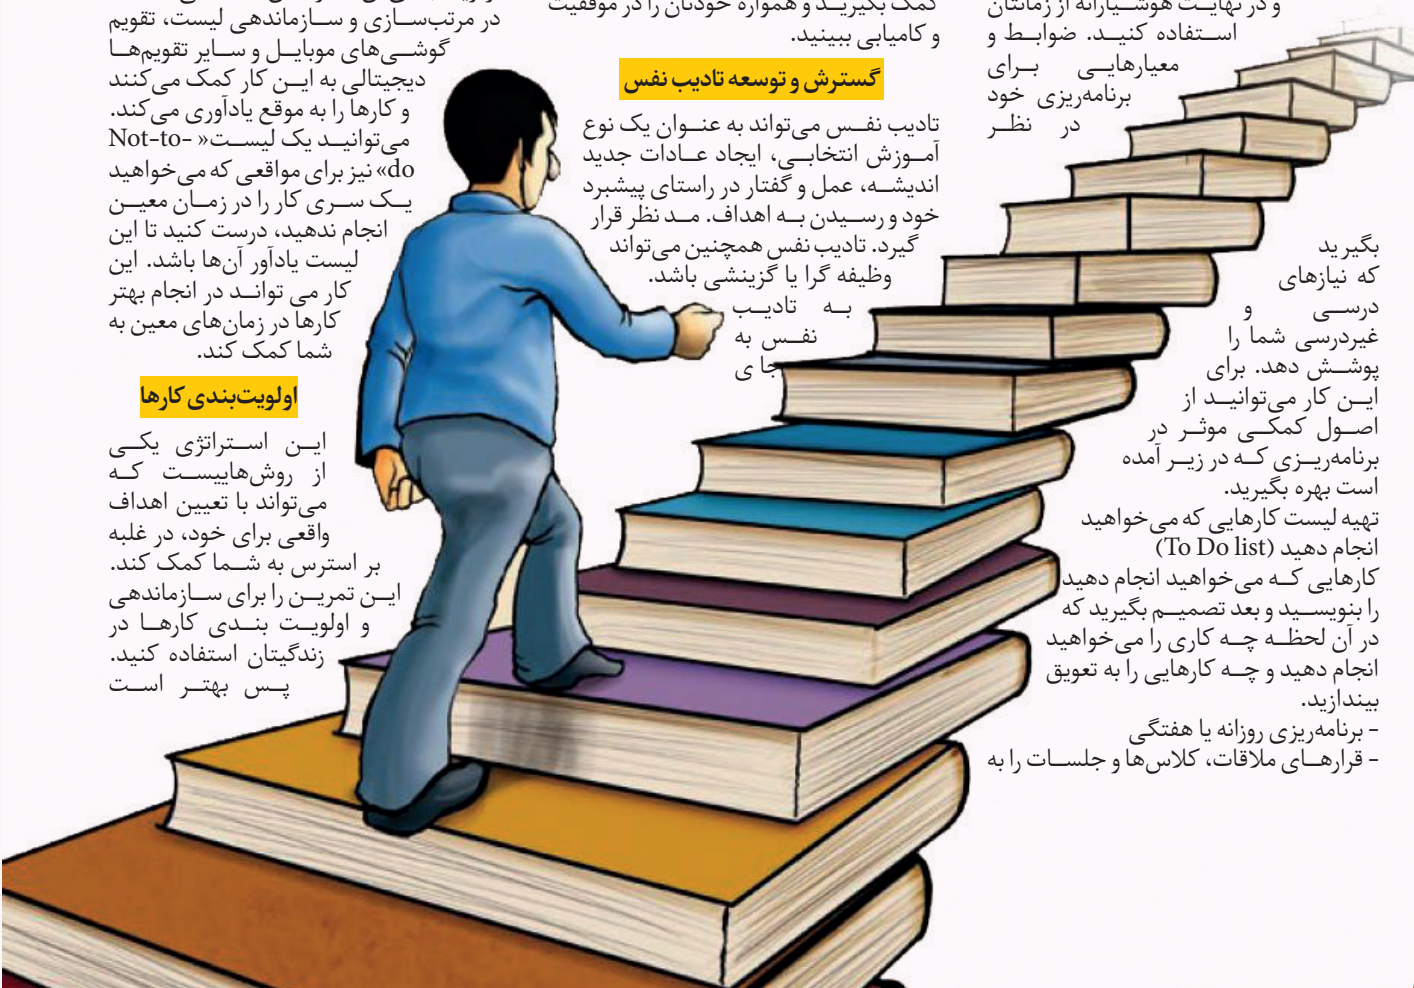 و در نهایت هوشیارانه از زمانتان
استفاده کنید. ضوابط و
معیارهایی برای
برنامه‌ریزی خود
در نظر
بگیرید
که نیازهای
درسی و
غیردرسی شما را
پوشش دهد. برای
این کار می‌توانید از
اصول کمکی موثر در
برنامه‌ریزی که در زیر آمده
است بهره بگیرید.
تهیه لیست کارهایی که می‌خواهید
انجام دهید (To Do list)
کارهایی که می‌خواهید انجام دهید
را بنویسید و بعد تصمیم بگیرید که
در آن لحظه چه کاری را می‌خواهید
انجام دهید و چه کارهایی را به تعویق
بیندازید.
- برنامه‌ریزی روزانه یا هفتگی
- قرارهای ملاقات، کلاس‌ها و جلسات را به
کمک بگیرید و همواره خودتان را در موفقیت
و کامیابی ببینید.
گسترش و توسعه تادیب نفس
تادیب نفس می‌تواند به عنوان یک نوع
آموزش انتخابی، ایجاد عادات جدید
اندیشه، عمل و گفتار در راستای پیشبرد
خود و رسیدن به اهداف. مد نظر قرار
گیرد. تادیب نفس همچنین می‌تواند
وظیفه گرا یا گزینشی باشد.
به تادیب
نفس به
جا ی
در مرتب‌سازی و سازماندهی لیست، تقویم
گوشی‌های موبایل و سایر تقویم‌ها
دیجیتالی به این کار کمک می‌کنند
و کارها را به موقع یادآوری می‌کند.
می‌توانید یک لیست» Not-to-
do« نیز برای مواقعی که می‌خواهید
یک سری کار را در زمان معین
انجام ندهید، درست کنید تا این
لیست یادآور آن‌ها باشد. این
کار می تواند در انجام بهتر
کارها در زمان‌های معین به
شما کمک کند.
اولویت‌بندی کارها
این استراتژی یکی
از روش‌هاییست که
می‌تواند با تعیین اهداف
واقعی برای خود، در غلبه
بر استرس به شما کمک کند.
این تمرین را برای سازماندهی
و اولویت بندی کارها در
زندگیتان استفاده کنید.
پس بهتر است